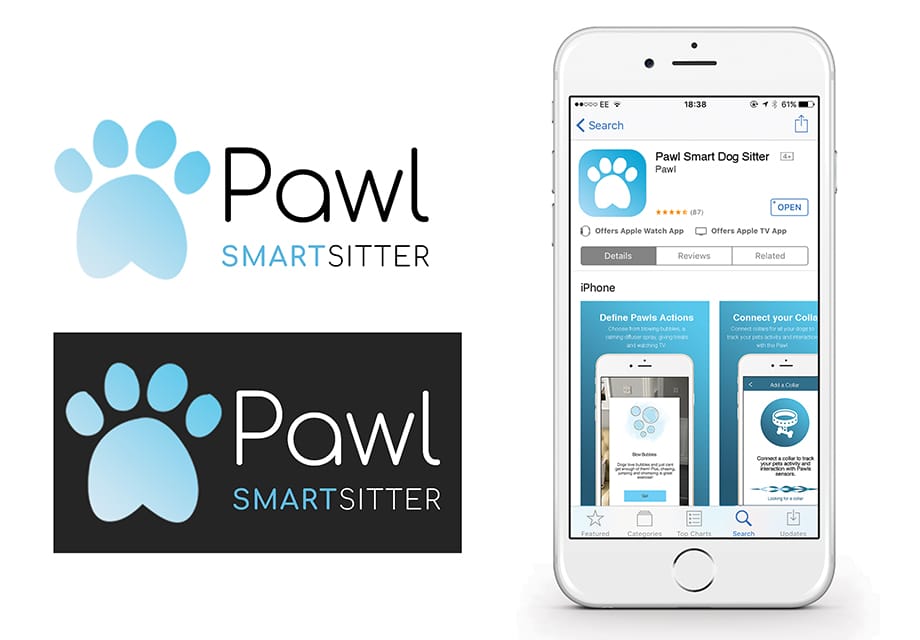 Pawl
SMARTSITTER
Pawl
SMARTSITTER
EE 18:38 61%
Search
Pawl Smart Dog Sitter 4+
Pawl
(87) OPEN
Offers Apple Watch App Offers Apple TV App
Details Reviews Related
iPhone
Define Pawls Actions
Choose from blowing bubbles, a
calming diffuser spray, giving treats
and watching TV.
Blow Bubbles
Dogs love bubbles and just cant
get enough of them! Plus, chasing,
jumping and chomping is great
exercise!
Go!
Connect your Colla
Connect collars for all your dogs to
track your pets activity and interaction
with the Pawl
Add a Collar
Connect a collar to track
your pets activity and
interaction with Pawls
sensors.
Looking for a collar
Featured Categories Top Charts Search Updates